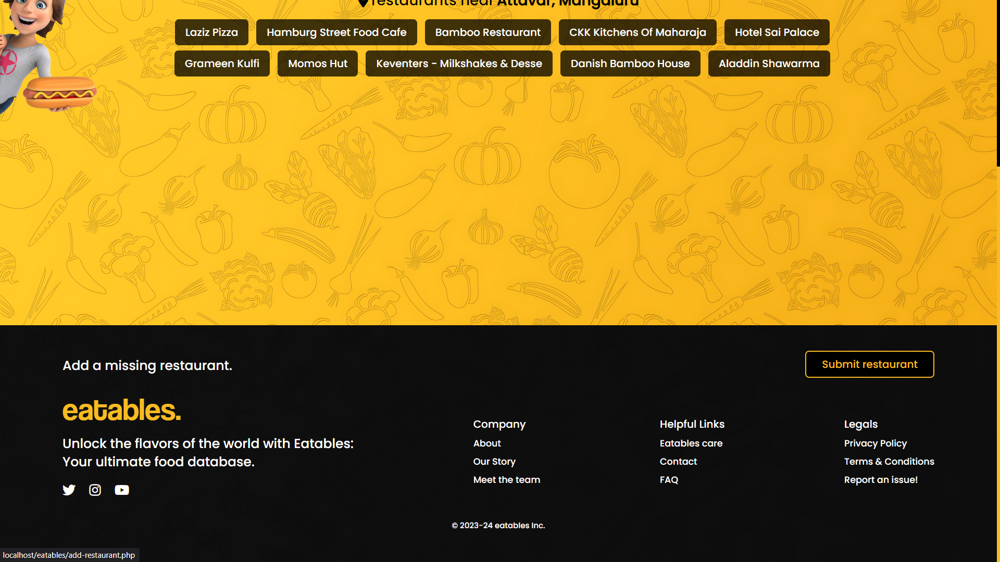 restaurants near Attavar, Mangaluru
Laziz Pizza
Hamburg Street Food Cafe
Bamboo Restaurant
CKK Kitchens Of Maharaja
Hotel Sai Palace
Grameen Kulfi
Momos Hut
Keventers - Milkshakes & Desse
Danish Bamboo House
Aladdin Shawarma
Add a missing restaurant.
Submit restaurant
eatables.
Unlock the flavors of the world with Eatables:
Your ultimate food database.
Company
About
Our Story
Meet the team
Helpful Links
Eatables care
Contact
FAQ
Legals
Privacy Policy
Terms & Conditions
Report an issue!
© 2023-24 eatables Inc.
localhost/eatables/add-restaurant.php